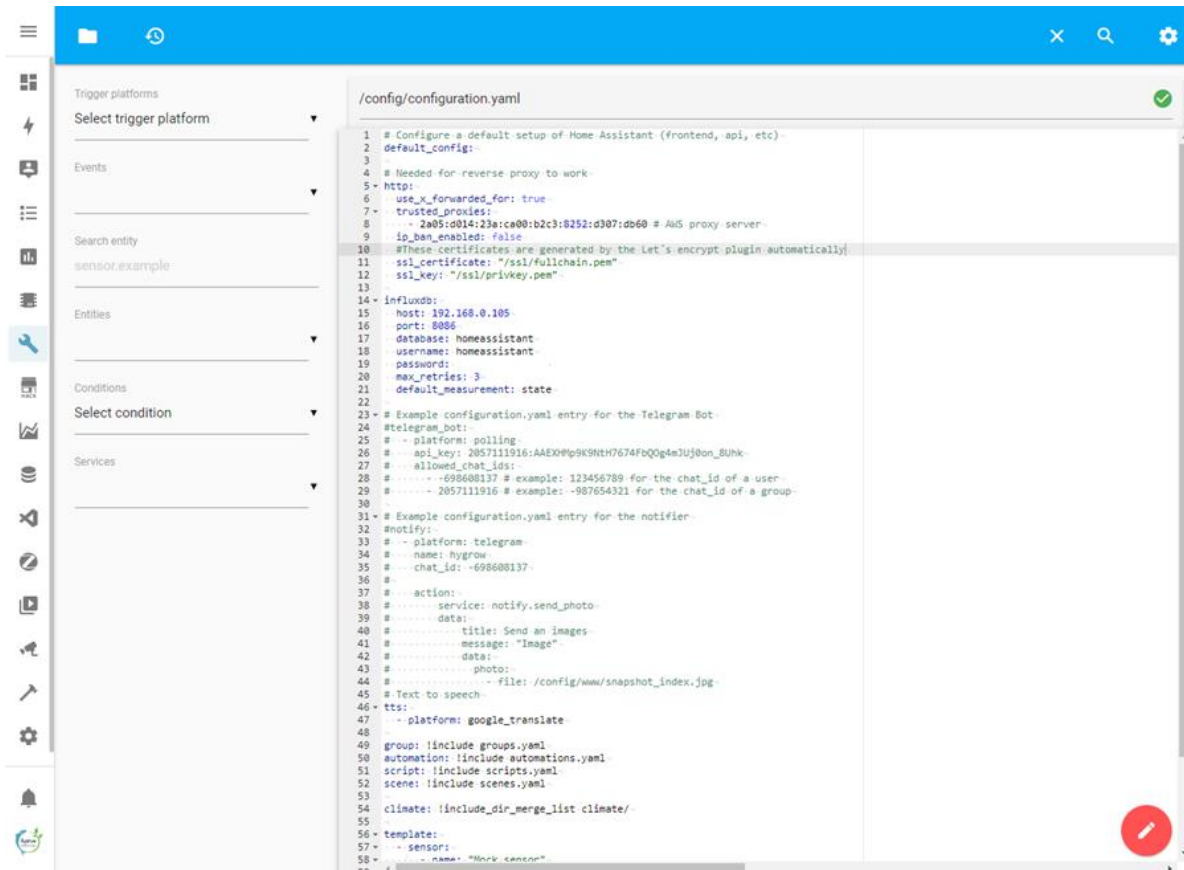 Trigger platforms
Select trigger platform
Events
Search entity
sensor.example
Entities
Conditions
Select condition
Services
HACK
/config/configuration.yaml
1 # Configure a default setup of Home Assistant (frontend, api, etc)
2 default_config:
3
4 # Needed for reverse proxy to work
5 http:
6   use_x_forwarded_for: true
7   trusted_proxies:
8     - 2a05:d014:23a:ca00:b2c3:8252:d307:db60 # AWS proxy server
9   ip_ban_enabled: false
10   #These certificates are generated by the Let's encrypt plugin automatically
11   ssl_certificate: "/ssl/fullchain.pem"
12   ssl_key: "/ssl/privkey.pem"
13
14 influxdb:
15   host: 192.168.0.105
16   port: 8086
17   database: homeassistant
18   username: homeassistant
19   password:
20   max_retries: 3
21   default_measurement: state
22
23 # Example configuration.yaml entry for the Telegram Bot
24 #telegram_bot:
25 #  - platform: polling
26 #    api_key: 2057111916:AAEXHMp9K9NtH7674FbQOg4mJUj0on_8Uhk
27 #    allowed_chat_ids:
28 #      - -698608137 # example: 123456789 for the chat_id of a user
29 #      - 2057111916 # example: -987654321 for the chat_id of a group
30
31 # Example configuration.yaml entry for the notifier
32 #notify:
33 #  - platform: telegram
34 #    name: hygrow
35 #    chat_id: -698608137
36 #
37 #    action:
38 #        service: notify.send_photo
39 #        data:
40 #            title: Send an images
41 #            message: "Image"
42 #            data:
43 #              photo:
44 #                - file: /config/www/snapshot_index.jpg
45 # Text to speech
46 tts:
47   - platform: google_translate
48
49 group: !include groups.yaml
50 automation: !include automations.yaml
51 script: !include scripts.yaml
52 scene: !include scenes.yaml
53
54 climate: !include_dir_merge_list climate/
55
56 template:
57   - sensor:
58     - name: "Mock sensor"